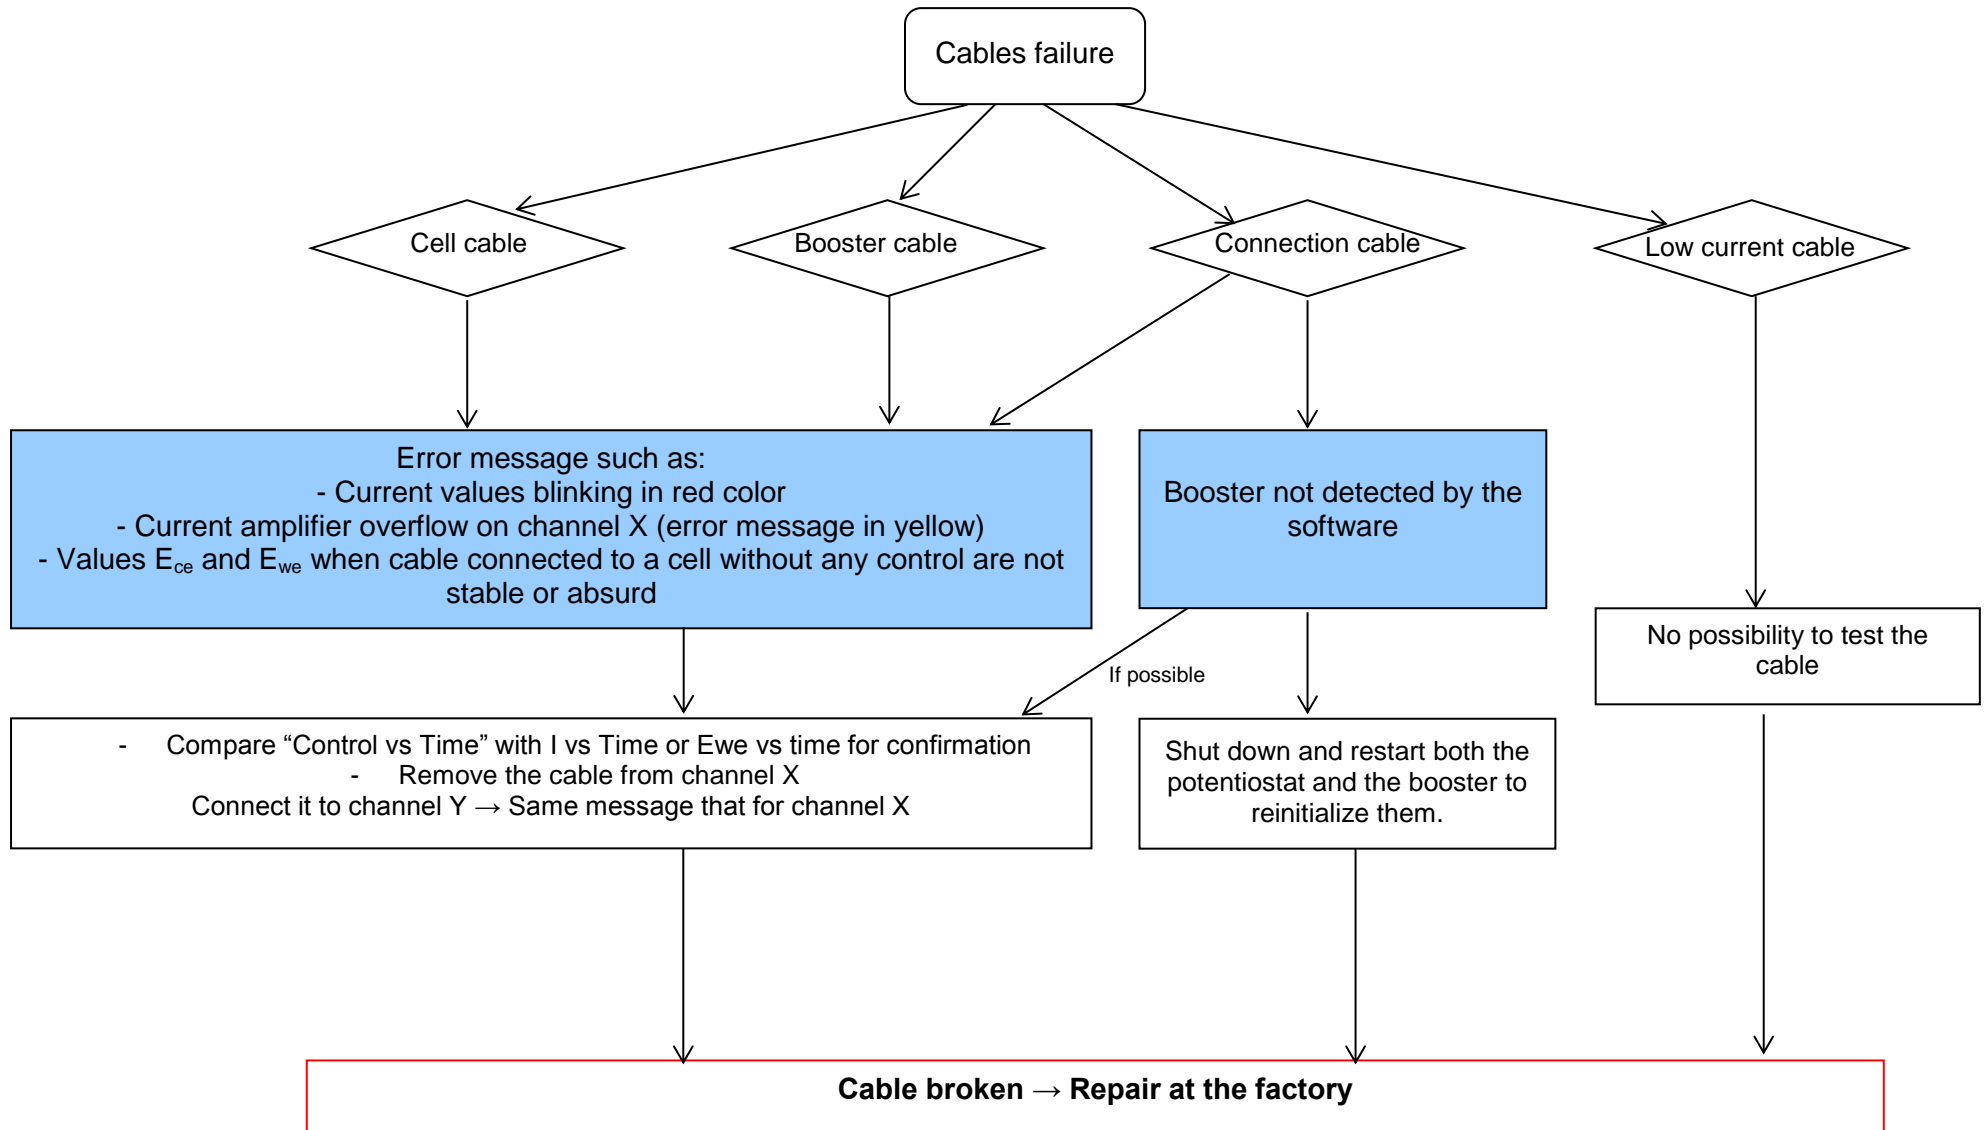 Cables failure
Cell cable
Booster cable
Connection cable
Low current cable
Error message such as:
- Current values blinking in red color
- Current amplifier overflow on channel X (error message in yellow)
- Values Ece and Ewe when cable connected to a cell without any control are not
stable or absurd
Booster not detected by the
software
No possibility to test the
cable
If possible
- Compare “Control vs Time” with I vs Time or Ewe vs time for confirmation
- Remove the cable from channel X
Connect it to channel Y → Same message that for channel X
Shut down and restart both the
potentiostat and the booster to
reinitialize them.
Cable broken → Repair at the factory